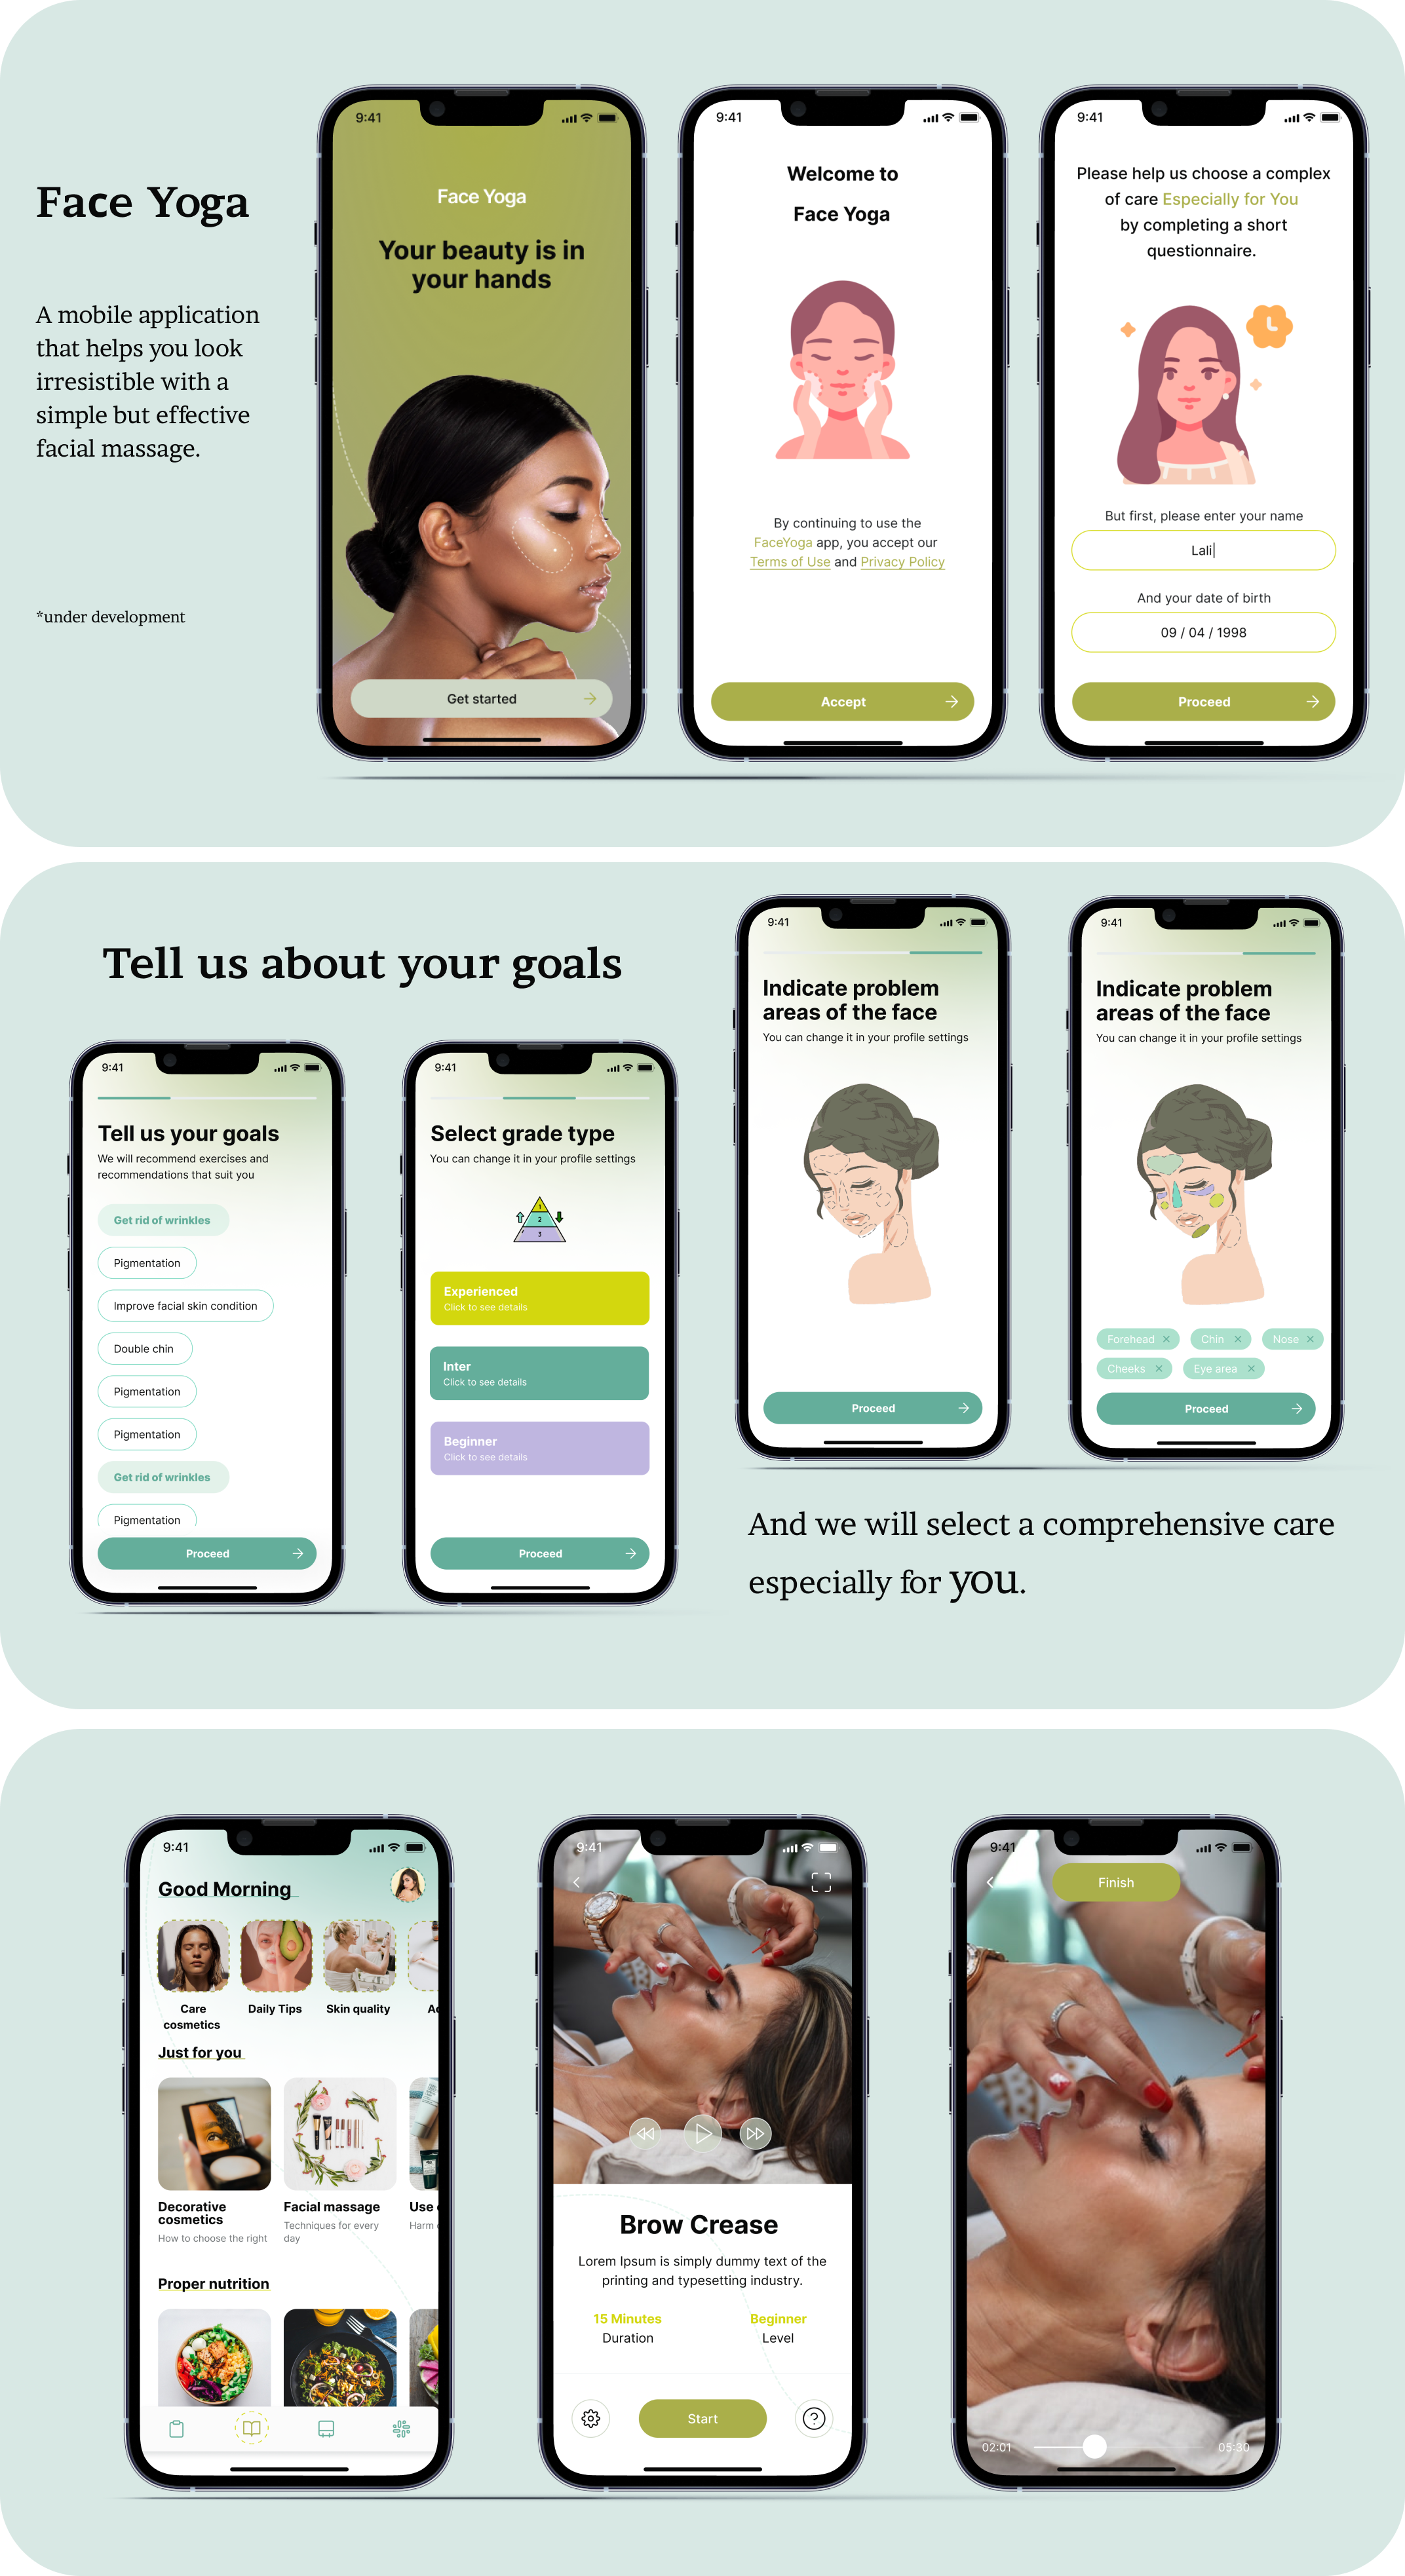 Face Yoga
A mobile application
that helps you look
irresistible with a
simple but effective
facial massage.
*under development
9:41
Face Yoga
Your beauty is in
your hands
Get started
9:41
Welcome to
Face Yoga
By continuing to use the
FaceYoga app, you accept our
Terms of Use and Privacy Policy
Accept
9:41
Please help us choose a complex
of care Especially for You
by completing a short
questionnaire.
But first, please enter your name
Lali
And your date of birth
09 / 04 / 1998
Proceed
Tell us about your goals
9:41
Tell us your goals
We will recommend exercises and
recommendations that suit you
Get rid of wrinkles
Pigmentation
Improve facial skin condition
Double chin
Pigmentation
Pigmentation
Get rid of wrinkles
Pigmentation
Proceed
9:41
Select grade type
You can change it in your profile settings
1
2
3
Experienced
Click to see details
Inter
Click to see details
Beginner
Click to see details
Proceed
9:41
Indicate problem
areas of the face
You can change it in your profile settings
Proceed
9:41
Indicate problem
areas of the face
You can change it in your profile settings
Forehead
Chin
Nose
Cheeks
Eye area
Proceed
And we will select a comprehensive care
especially for you.
9:41
Good Morning
Care
cosmetics
Daily Tips
Skin quality
Just for you
Decorative
cosmetics
How to choose the right
Facial massage
Techniques for every
day
Use
Harm
Proper nutrition
9:41
Brow Crease
Lorem Ipsum is simply dummy text of the
printing and typesetting industry.
15 Minutes
Duration
Beginner
Level
Start
9:41
Finish
02:01
05:30